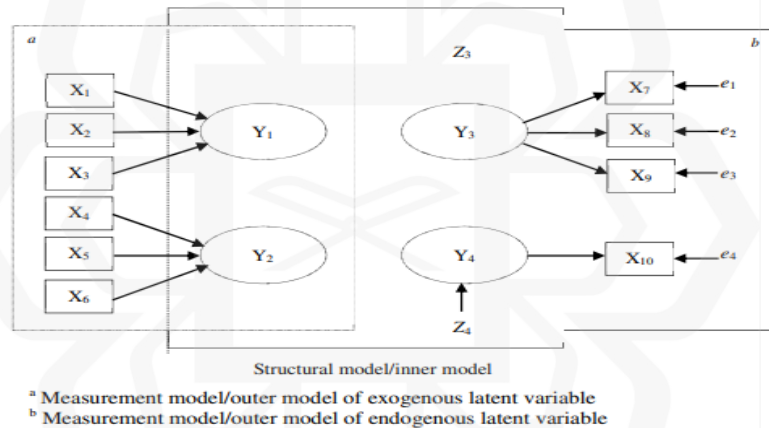 a
b
Z₃
X₁
X₂
X₃
X₄
X₅
X₆
Y₁
Y₂
Y₃
Y₄
X₇
X₈
X₉
X₁₀
e₁
e₂
e₃
e₄
Z₄
Structural model/inner model
ᵃ Measurement model/outer model of exogenous latent variable
ᵇ Measurement model/outer model of endogenous latent variable